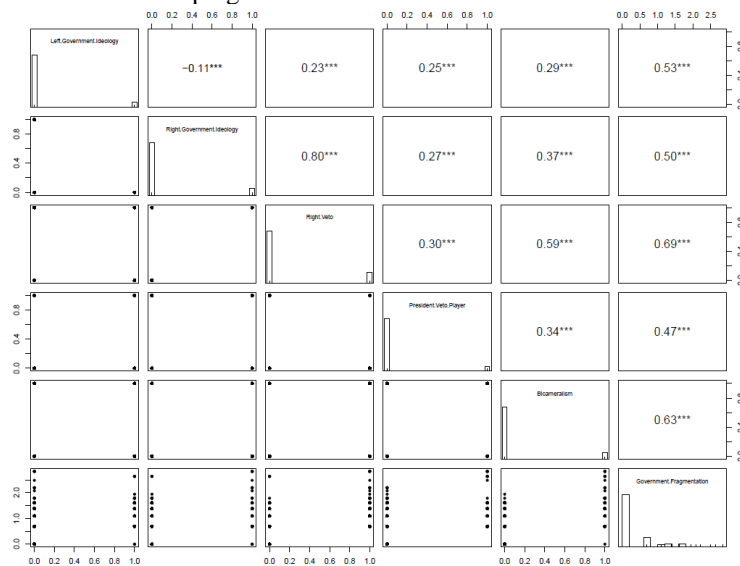 0.0 0.2 0.4 0.6 0.8 1.0 0.0 0.2 0.4 0.6 0.8 1.0 0.0 0.5 1.0 1.5 2.0 2.5
Left.Government.Ideology
−0.11*** 0.23*** 0.25*** 0.29*** 0.53***
0.0 0.4 0.8
Right.Government.Ideology
0.80*** 0.27*** 0.37*** 0.50***
Right.Veto
0.30*** 0.59*** 0.69***
0.0 0.4 0.8
President.Veto.Player
0.34*** 0.47***
Bicameralism
0.63***
0.0 1.0 2.0
Government.Fragmentation
0.0 0.2 0.4 0.6 0.8 1.0 0.0 0.2 0.4 0.6 0.8 1.0 0.0 0.2 0.4 0.6 0.8 1.0